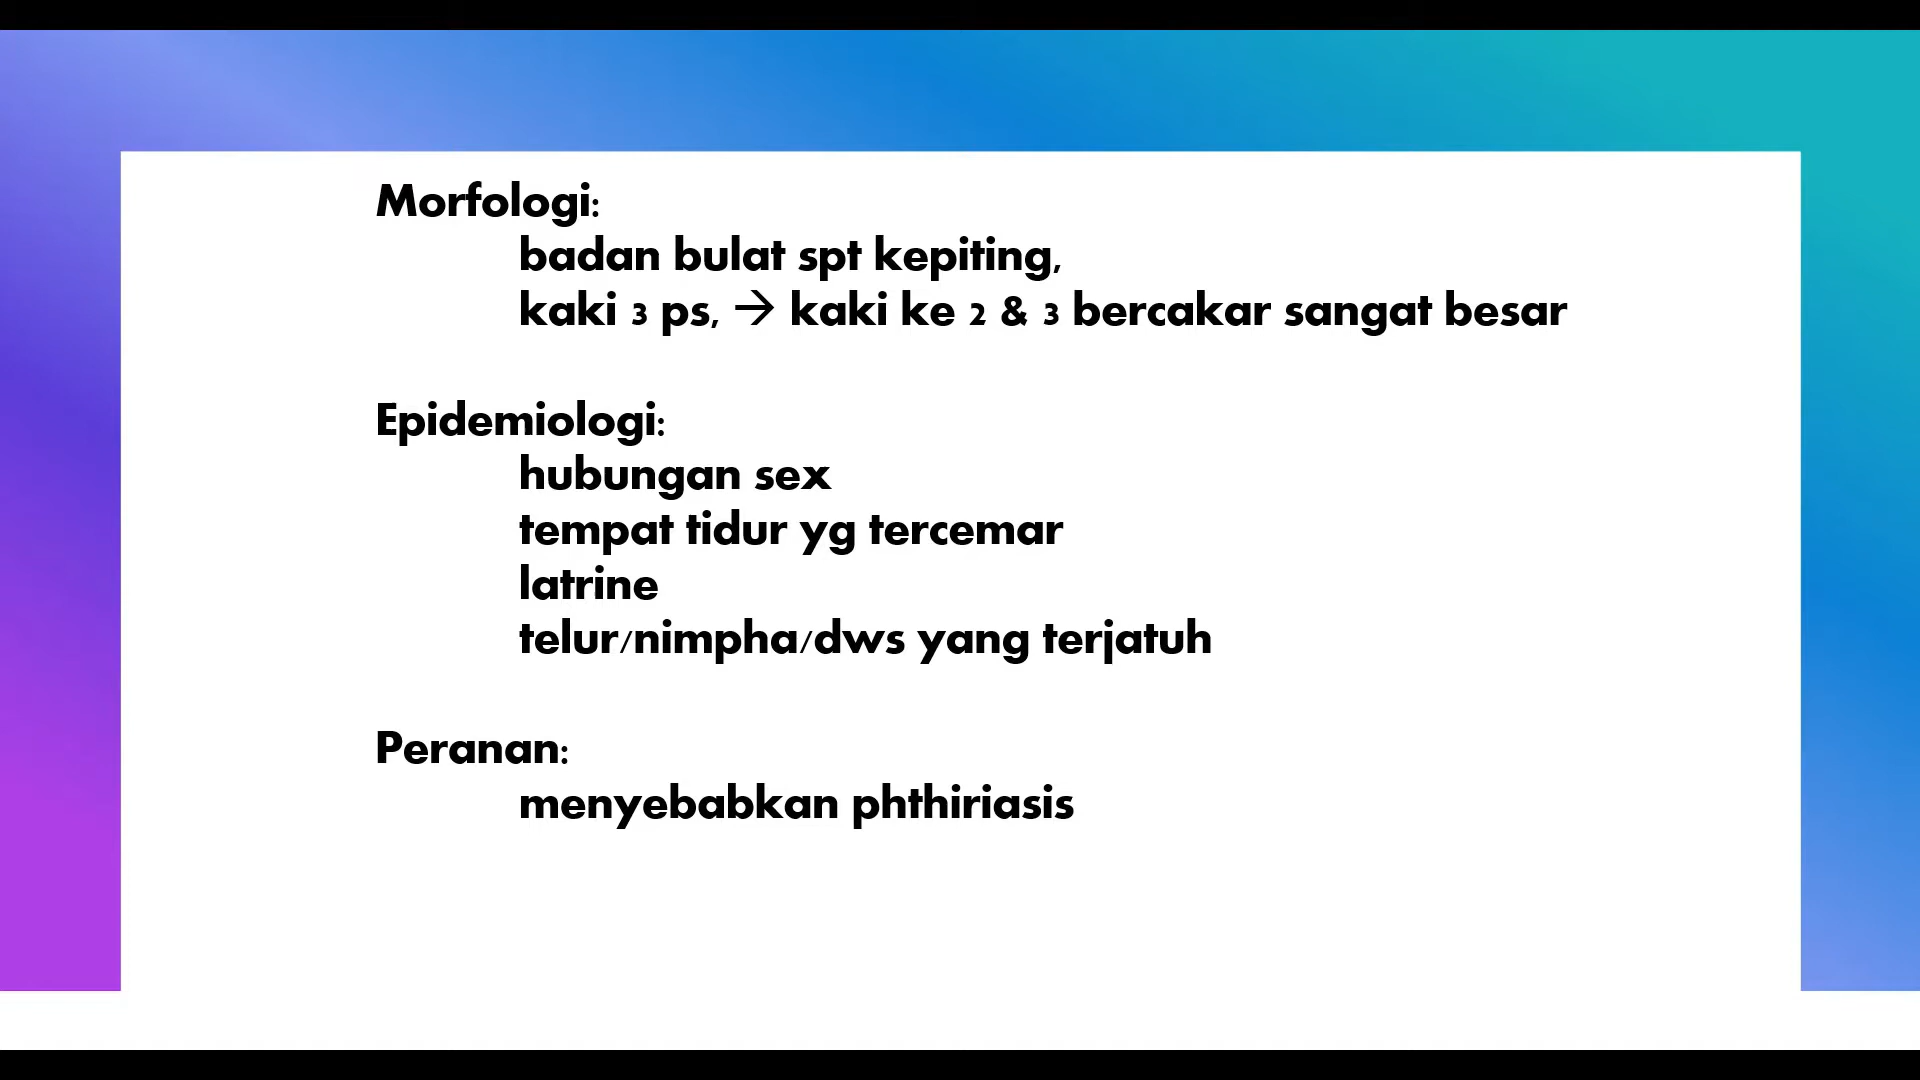 Morfologi:
badan bulat spt kepiting,
kaki 3 ps, → kaki ke 2 & 3 bercakar sangat besar
Epidemiologi:
hubungan sex
tempat tidur yg tercemar
latrine
telur/nimpha/dws yang terjatuh
Peranan:
menyebabkan phthiriasis